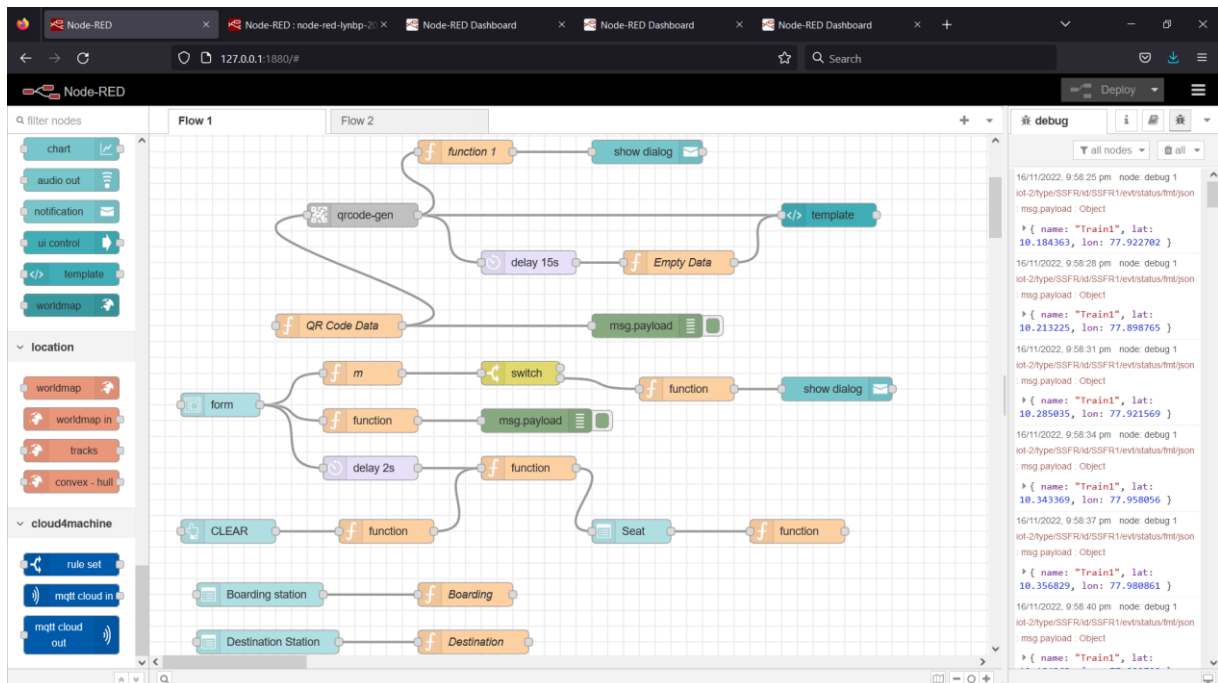 Node-RED
Node-RED : node-red-lynbp-20
Node-RED Dashboard
Node-RED Dashboard
Node-RED Dashboard
127.0.0.1:1880/#
Search
Node-RED
Deploy
filter nodes
chart
audio out
notification
ui control
template
worldmap
location
worldmap
worldmap in
tracks
convex - hull
cloud4machine
rule set
mqtt cloud in
mqtt cloud
out
Flow 1
Flow 2
function 1
show dialog
qrcode-gen
template
delay 15s
Empty Data
QR Code Data
msg.payload
m
switch
function
show dialog
form
function
msg.payload
delay 2s
function
CLEAR
function
Seat
function
Boarding station
Boarding
Destination Station
Destination
debug
i
all nodes
all
16/11/2022, 9:58:25 pm node: debug 1
iot-2/type/SSFR/id/SSFR1/evt/status/fmt/json
: msg.payload : Object
{ name: "Train1", lat:
10.184363, lon: 77.922702 }
16/11/2022, 9:58:28 pm node: debug 1
iot-2/type/SSFR/id/SSFR1/evt/status/fmt/json
: msg.payload : Object
{ name: "Train1", lat:
10.213225, lon: 77.898765 }
16/11/2022, 9:58:31 pm node: debug 1
iot-2/type/SSFR/id/SSFR1/evt/status/fmt/json
: msg.payload : Object
{ name: "Train1", lat:
10.285035, lon: 77.921569 }
16/11/2022, 9:58:34 pm node: debug 1
iot-2/type/SSFR/id/SSFR1/evt/status/fmt/json
: msg.payload : Object
{ name: "Train1", lat:
10.343369, lon: 77.958056 }
16/11/2022, 9:58:37 pm node: debug 1
iot-2/type/SSFR/id/SSFR1/evt/status/fmt/json
: msg.payload : Object
{ name: "Train1", lat:
10.356829, lon: 77.980861 }
16/11/2022, 9:58:40 pm node: debug 1
iot-2/type/SSFR/id/SSFR1/evt/status/fmt/json
: msg.payload : Object
{ name: "Train1", lat: